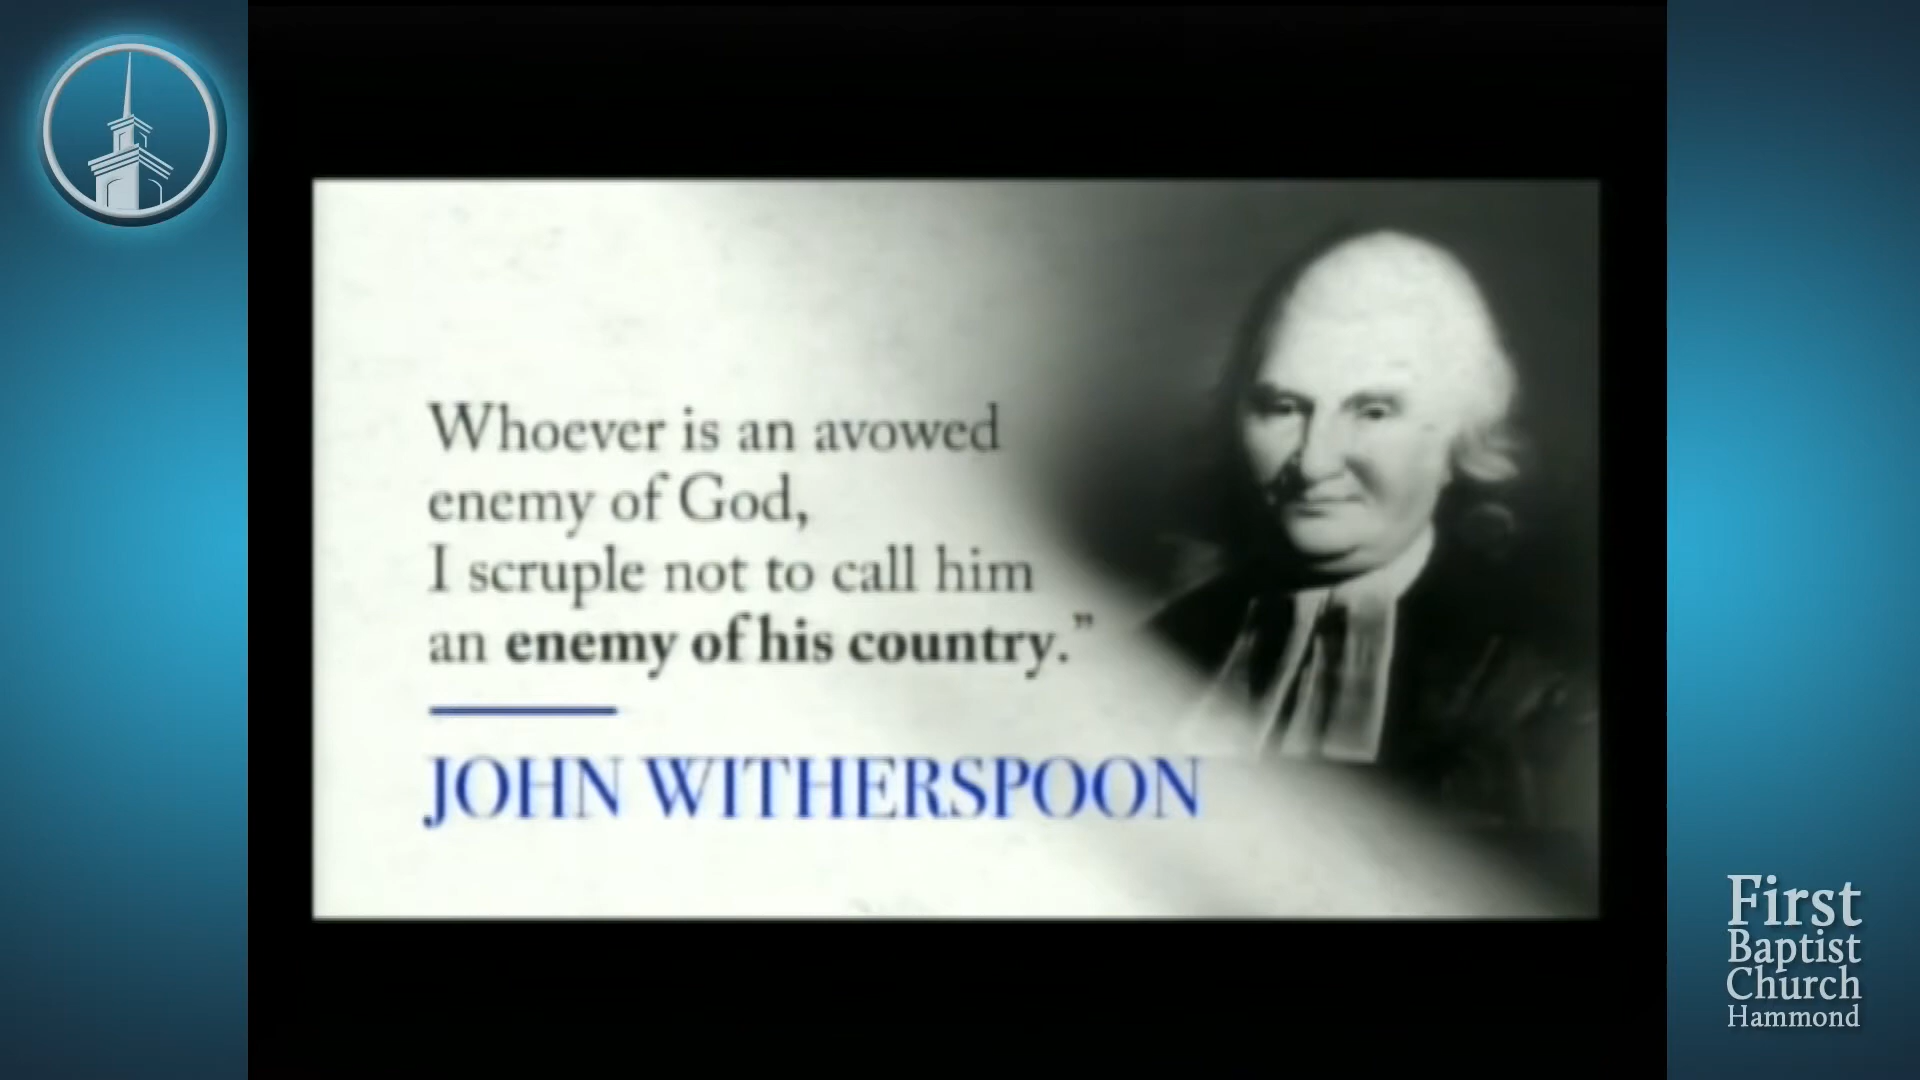 Whoever is an avowed
enemy of God,
I scruple not to call him
an enemy of his country.”
JOHN WITHERSPOON
First
Baptist
Church
Hammond